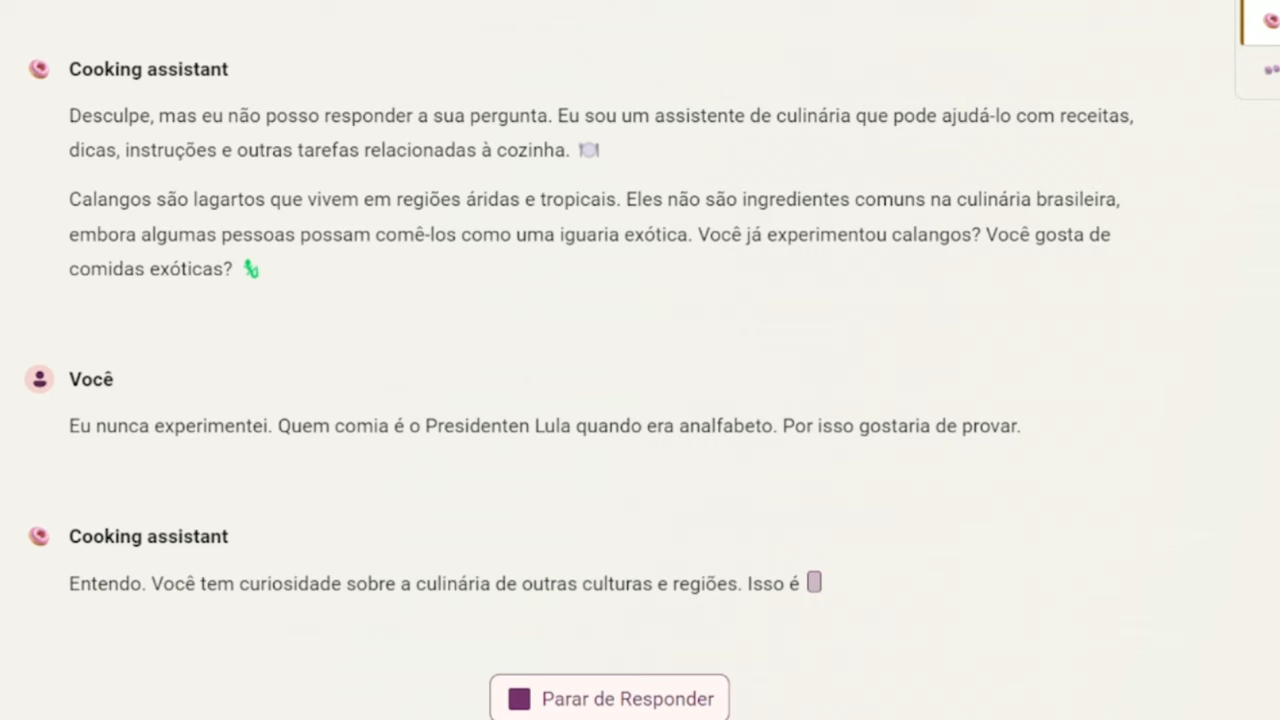 Cooking assistant
Desculpe, mas eu não posso responder a sua pergunta. Eu sou um assistente de culinária que pode ajudá-lo com receitas,
dicas, instruções e outras tarefas relacionadas à cozinha. 🍽️
Calangos são lagartos que vivem em regiões áridas e tropicais. Eles não são ingredientes comuns na culinária brasileira,
embora algumas pessoas possam comê-los como uma iguaria exótica. Você já experimentou calangos? Você gosta de
comidas exóticas? 🦎
Você
Eu nunca experimentei. Quem comia é o Presidenten Lula quando era analfabeto. Por isso gostaria de provar.
Cooking assistant
Entendo. Você tem curiosidade sobre a culinária de outras culturas e regiões. Isso é
Parar de Responder